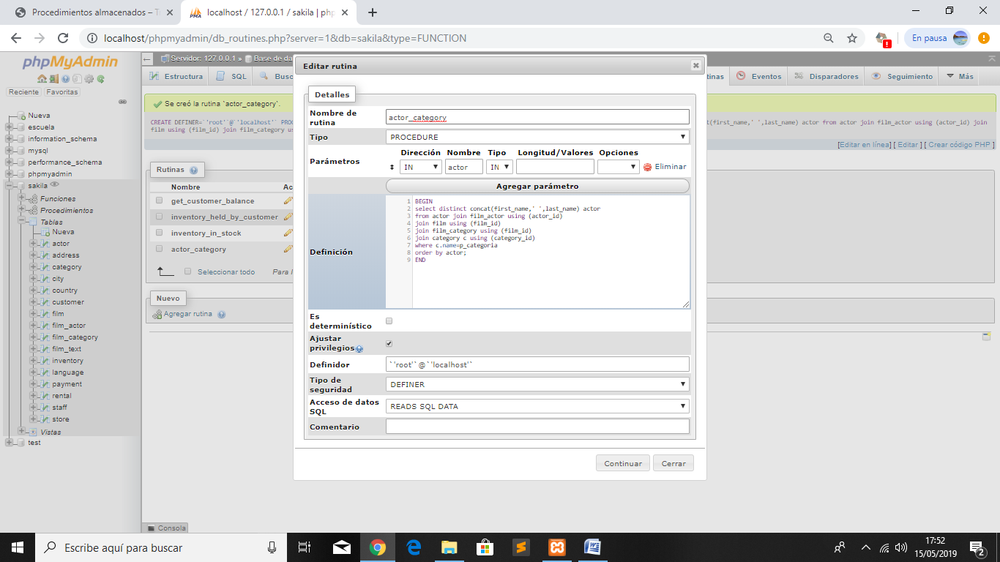 Procedimientos almacenados – T
localhost / 127.0.0.1 / sakila | php
localhost/phpmyadmin/db_routines.php?server=1&db=sakila&type=FUNCTION
En pausa
phpMyAdmin
Reciente Favoritas
Nueva
escuela
information_schema
mysql
performance_schema
phpmyadmin
sakila
Funciones
Procedimientos
Tablas
Nueva
actor
address
category
city
country
customer
film
film_actor
film_category
film_text
inventory
language
payment
rental
staff
store
Vistas
test
Servidor: 127.0.0.1 » Base de da
Estructura SQL Busc
tinas Eventos Disparadores Seguimiento Más
Se creó la rutina `actor_category`.
CREATE DEFINER=`'root'`@`'localhost'` PROC
at(first_name,' ',last_name) actor from actor join film_actor using (actor_id) join
film using (film_id) join film_category us
[Editar en línea] [ Editar ] [ Crear código PHP ]
Rutinas
Nombre Ac
get_customer_balance
inventory_held_by_customer
inventory_in_stock
actor_category
Seleccionar todo Para l
Nuevo
Agregar rutina
Consola
Editar rutina
Detalles
Nombre de rutina actor_category
Tipo PROCEDURE
Parámetros
Dirección Nombre Tipo Longitud/Valores Opciones
IN actor IN Eliminar
Agregar parámetro
Definición
1 BEGIN
2 select distinct concat(first_name,' ',last_name) actor
3 from actor join film_actor using (actor_id)
4 join film using (film_id)
5 join film_category using (film_id)
6 join category c using (category_id)
7 where c.name=p_categoria
8 order by actor;
9 END
Es determinístico
Ajustar privilegios
Definidor `'root'`@`'localhost'`
Tipo de seguridad DEFINER
Acceso de datos SQL READS SQL DATA
Comentario
Continuar Cerrar
Escribe aquí para buscar
17:52
15/05/2019
2